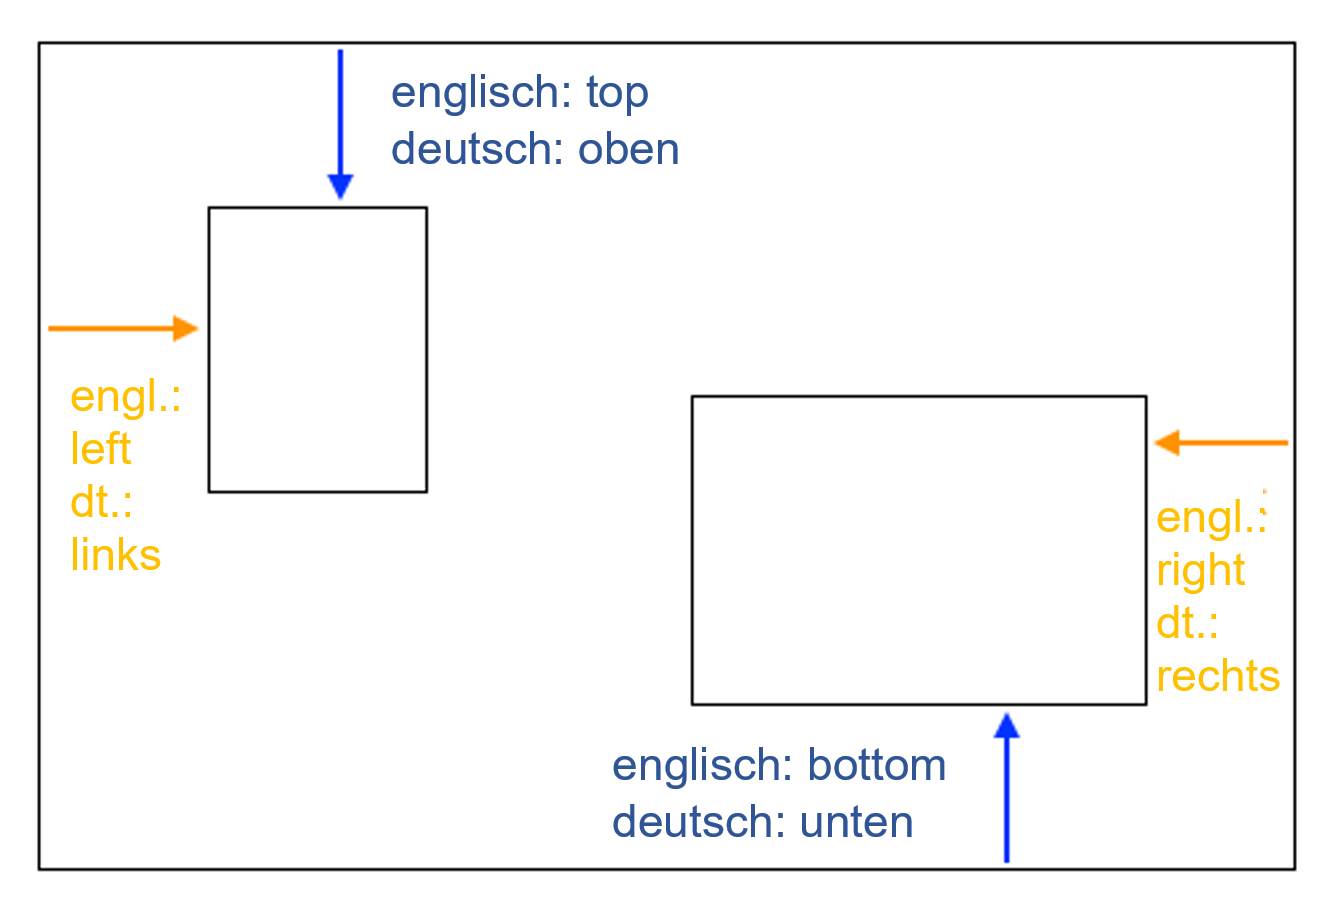 englisch: top
deutsch: oben
engl.:
left
dt.:
links
engl.:
right
dt.:
rechts
englisch: bottom
deutsch: unten